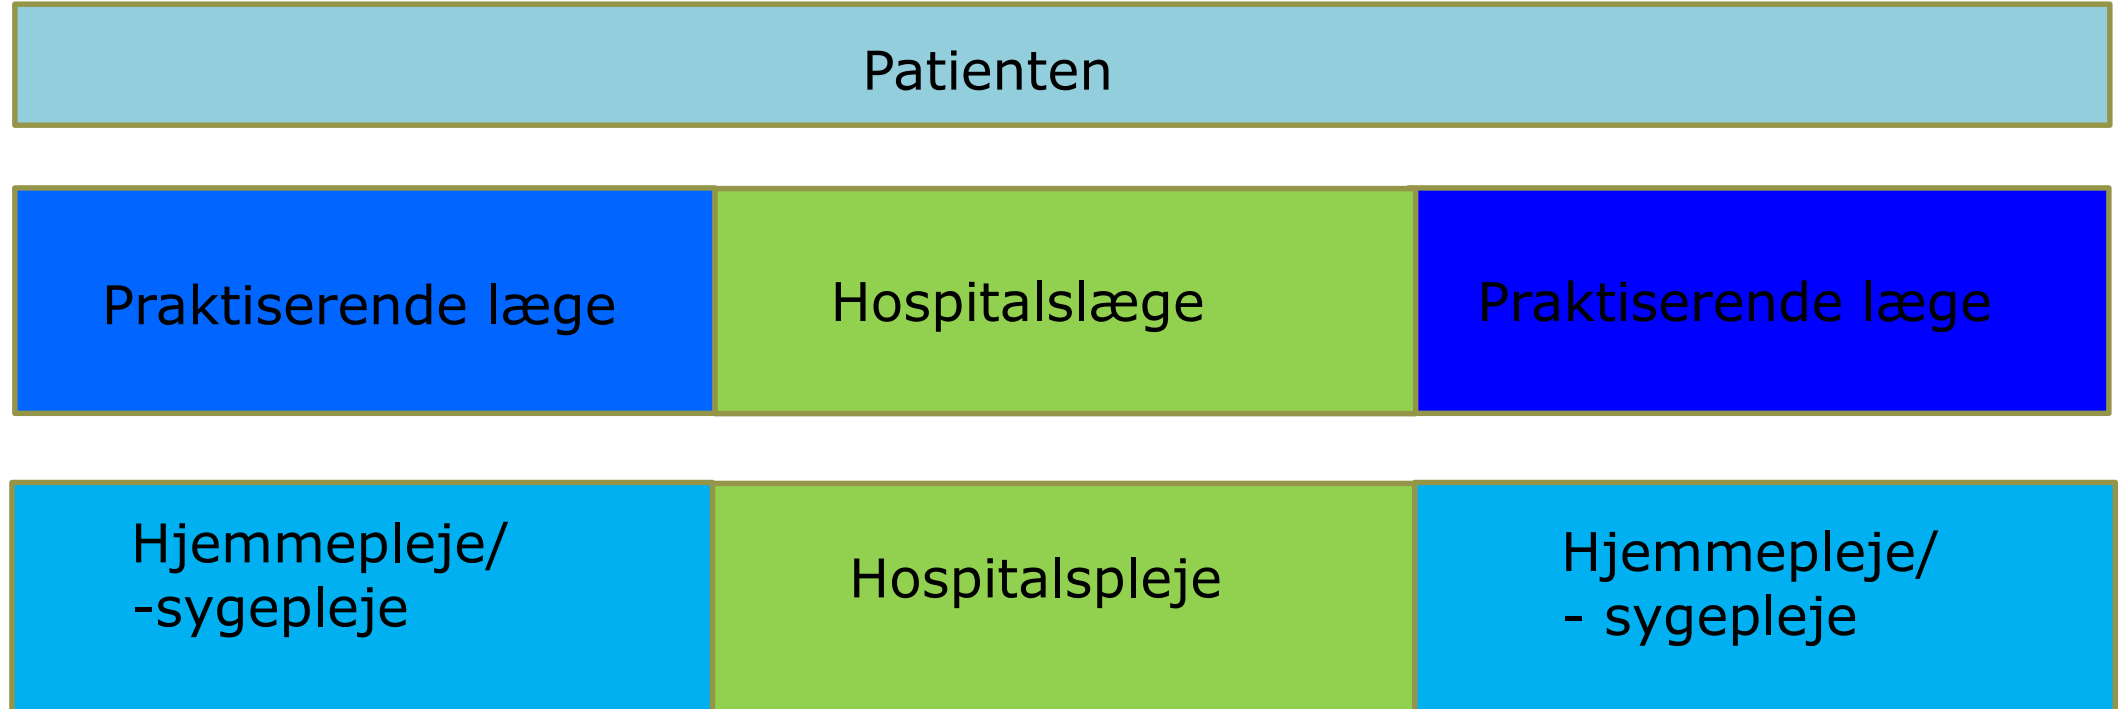 Patienten
Praktiserende læge
Hospitalslæge
Praktiserende læge
Hjemmepleje/
-sygepleje
Hospitalspleje
Hjemmepleje/
- sygepleje